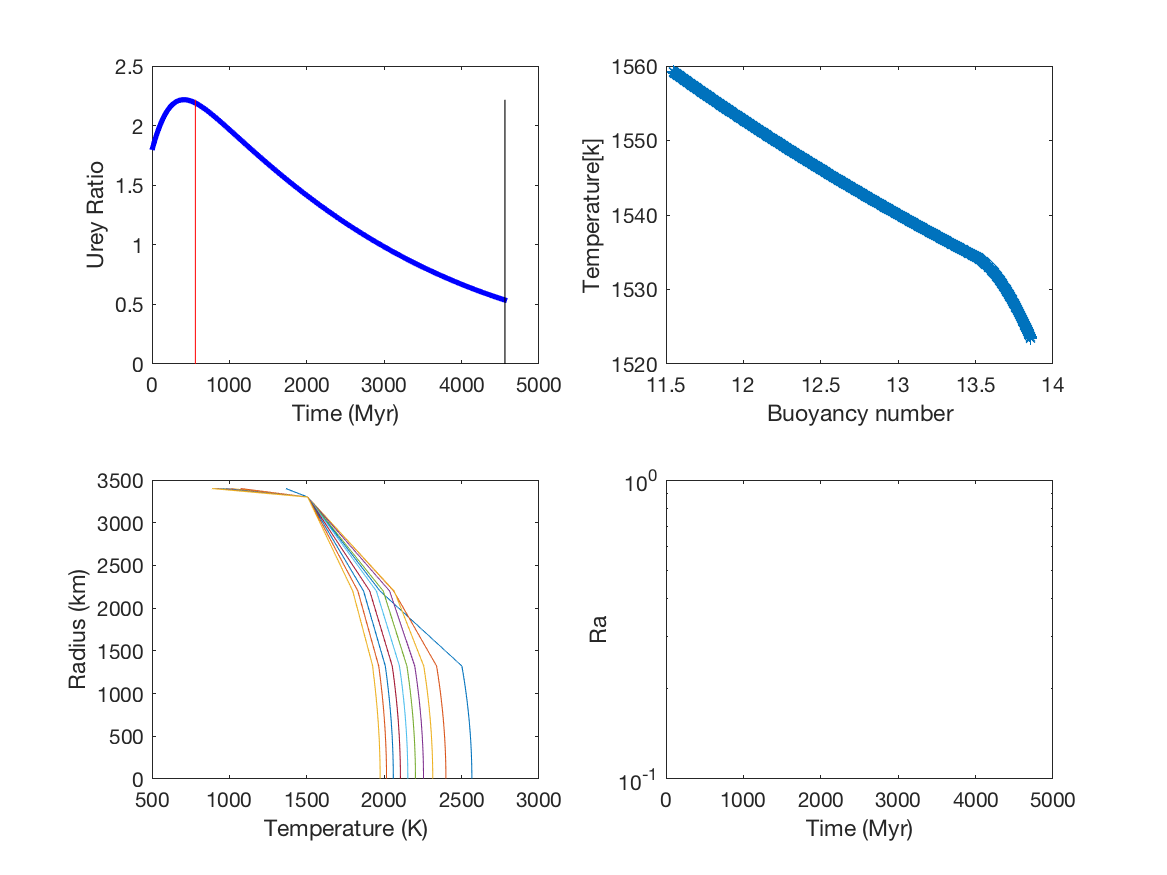 2.5
2
1.5
1
0.5
0
Urey Ratio
0 1000 2000 3000 4000 5000
Time (Myr)
1560
1550
1540
1530
1520
Temperature[k]
11.5 12 12.5 13 13.5 14
Buoyancy number
3500
3000
2500
2000
1500
1000
500
0
Radius (km)
500 1000 1500 2000 2500 3000
Temperature (K)
10^0
10^-1
Ra
0 1000 2000 3000 4000 5000
Time (Myr)